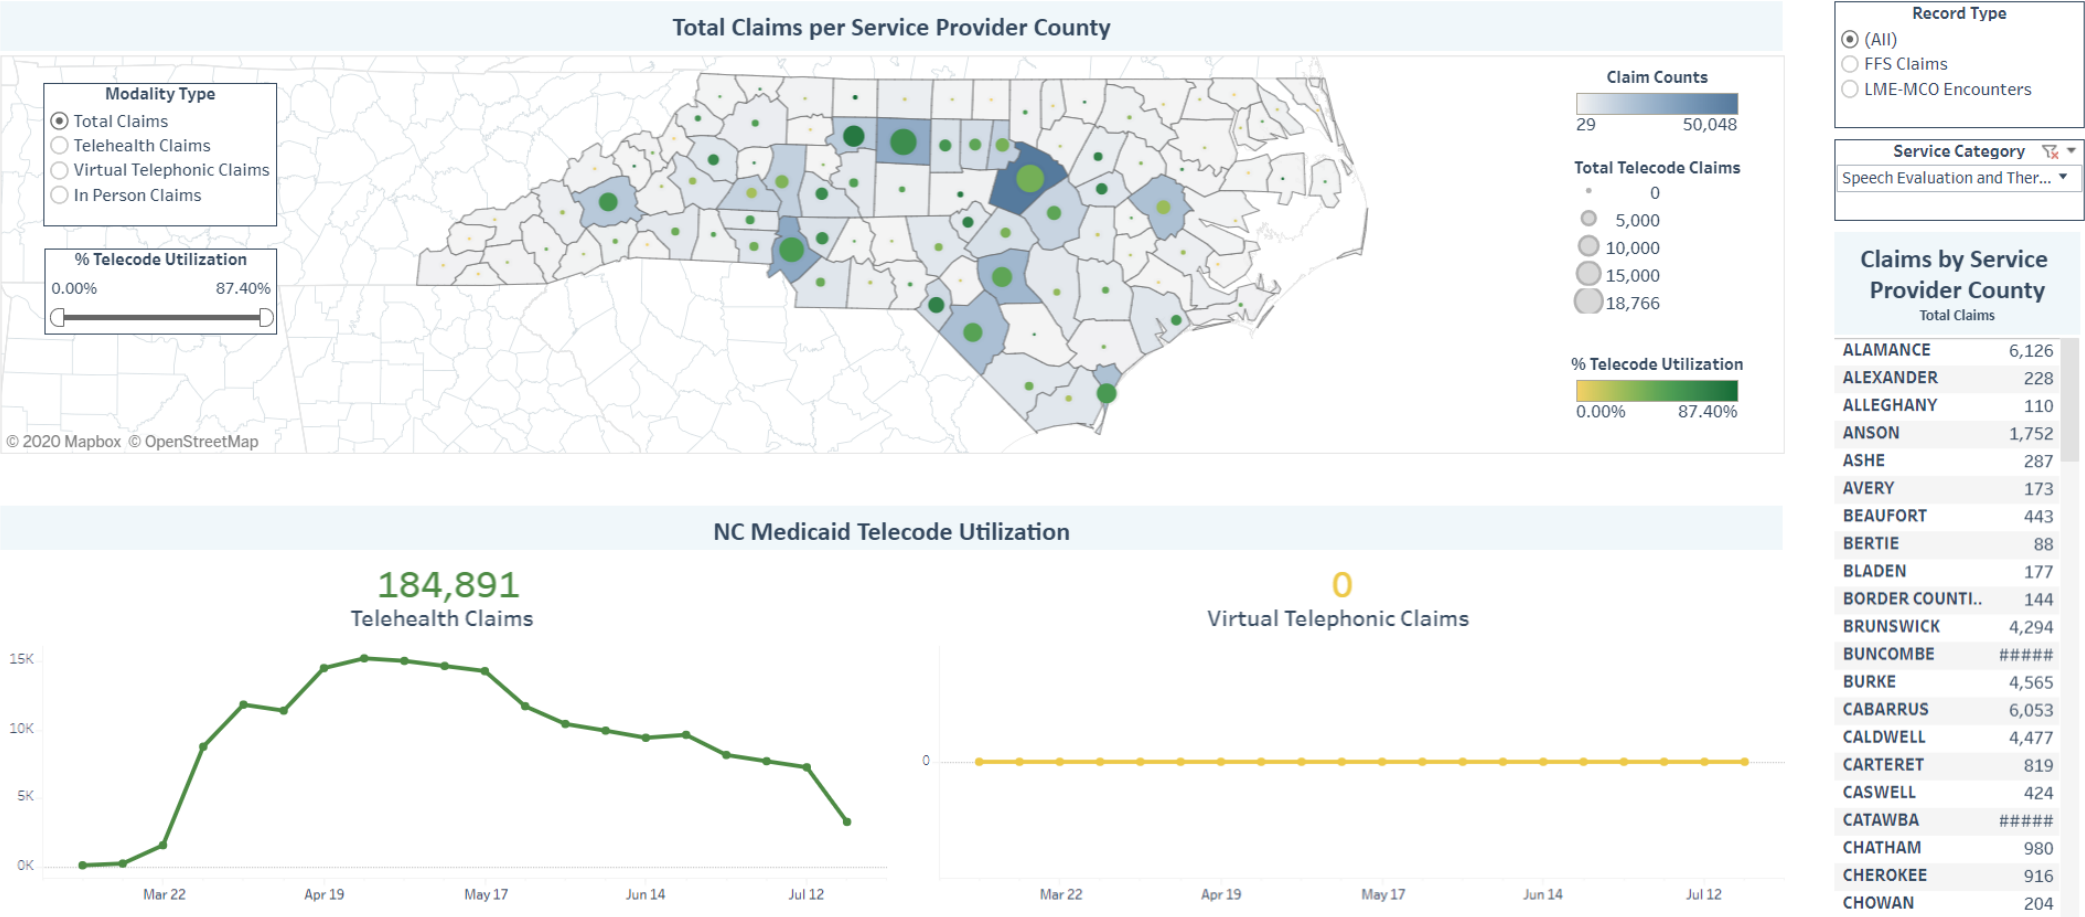 Total Claims per Service Provider County
Modality Type
Total Claims
Telehealth Claims
Virtual Telephonic Claims
In Person Claims
% Telecode Utilization
0.00% 87.40%
© 2020 Mapbox © OpenStreetMap
Claim Counts
29 50,048
Total Telecode Claims
0
5,000
10,000
15,000
18,766
% Telecode Utilization
0.00% 87.40%
Record Type
(All)
FFS Claims
LME-MCO Encounters
Service Category
Speech Evaluation and Ther...
Claims by Service
Provider County
Total Claims
ALAMANCE 6,126
ALEXANDER 228
ALLEGHANY 110
ANSON 1,752
ASHE 287
AVERY 173
BEAUFORT 443
BERTIE 88
BLADEN 177
BORDER COUNTI.. 144
BRUNSWICK 4,294
BUNCOMBE #####
BURKE 4,565
CABARRUS 6,053
CALDWELL 4,477
CARTERET 819
CASWELL 424
CATAWBA #####
CHATHAM 980
CHEROKEE 916
CHOWAN 204
NC Medicaid Telecode Utilization
184,891
Telehealth Claims
15K
10K
5K
0K
Mar 22 Apr 19 May 17 Jun 14 Jul 12
0
Virtual Telephonic Claims
0
Mar 22 Apr 19 May 17 Jun 14 Jul 12